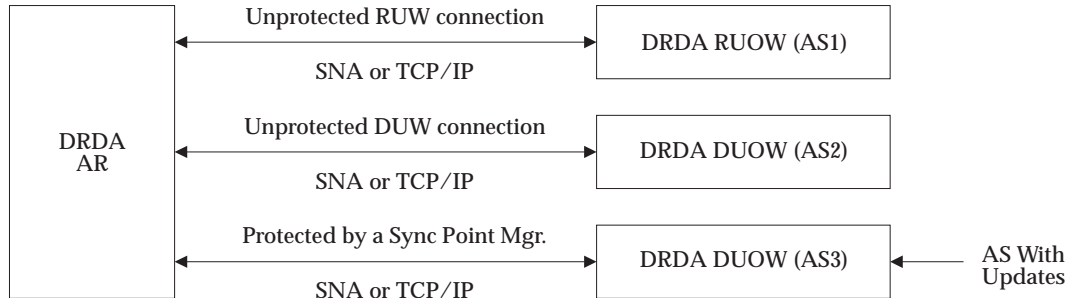 Unprotected RUW connection
DRDA RUOW (AS1)
SNA or TCP/IP
DRDA
AR
Unprotected DUW connection
DRDA DUOW (AS2)
SNA or TCP/IP
Protected by a Sync Point Mgr.
DRDA DUOW (AS3)
AS With
Updates
SNA or TCP/IP